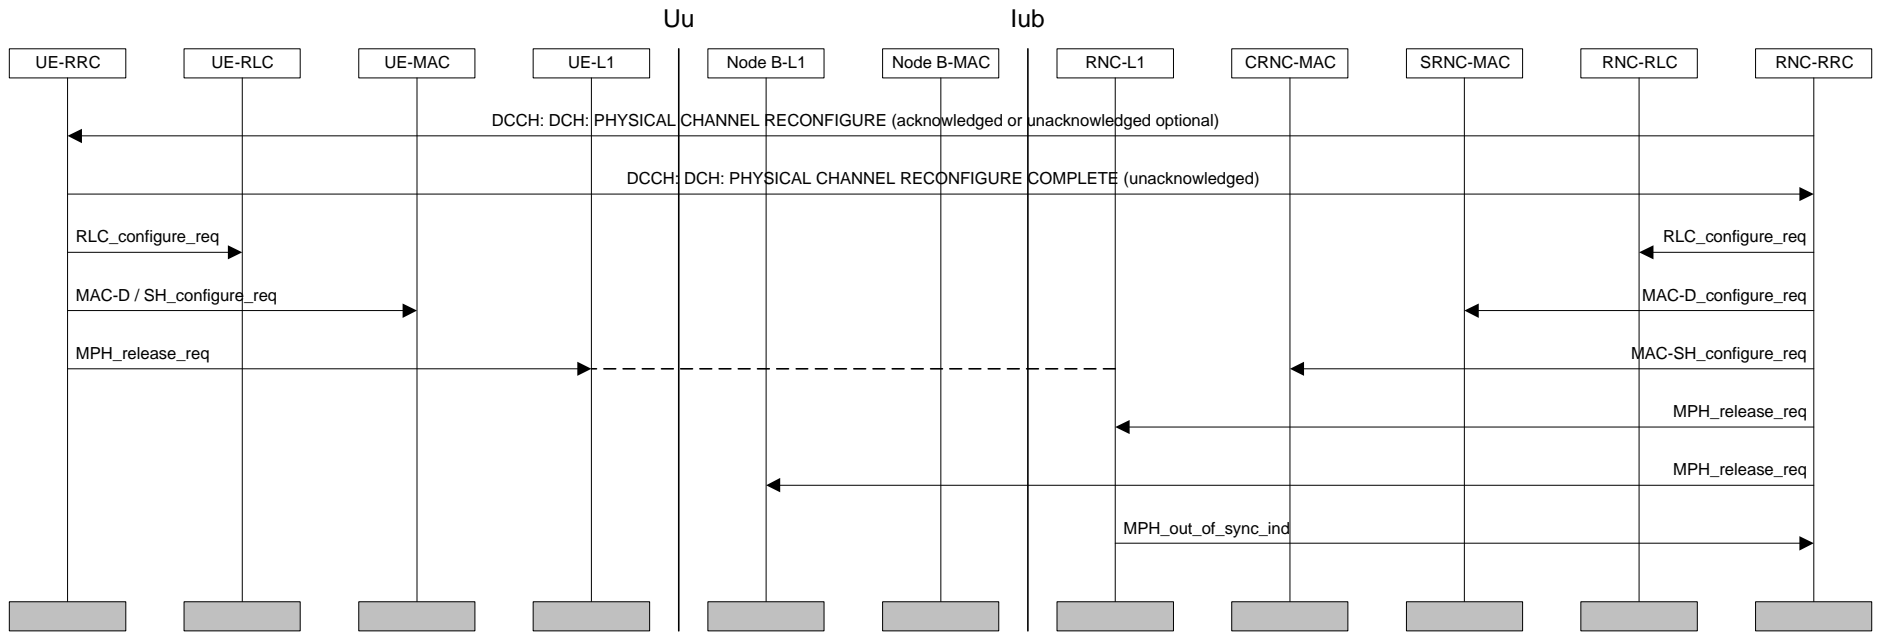 Uu Iub
UE-RRC UE-RLC UE-MAC UE-L1 Node B-L1 Node B-MAC RNC-L1 CRNC-MAC SRNC-MAC RNC-RLC RNC-RRC
DCCH: DCH: PHYSICAL CHANNEL RECONFIGURE (acknowledged or unacknowledged optional)
DCCH: DCH: PHYSICAL CHANNEL RECONFIGURE COMPLETE (unacknowledged)
RLC_configure_req RLC_configure_req
MAC-D / SH_configure_req MAC-D_configure_req
MPH_release_req MAC-SH_configure_req
MPH_release_req
MPH_release_req
MPH_out_of_sync_ind